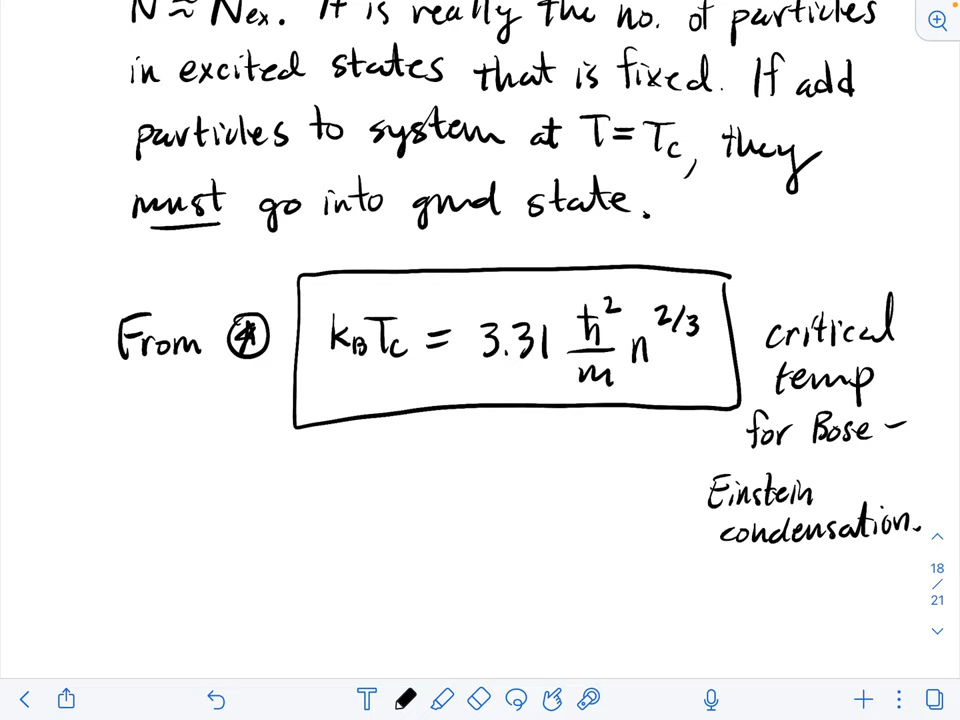 N ≈ Nex. It is really the no. of particles
in excited states that is fixed. If add
particles to system at T=Tc, they
must go into gnd state.
From ④ kBTc = 3.31 ħ²/m n^2/3
critical
temp
for Bose-
Einstein
condensation.
18
/
21
T